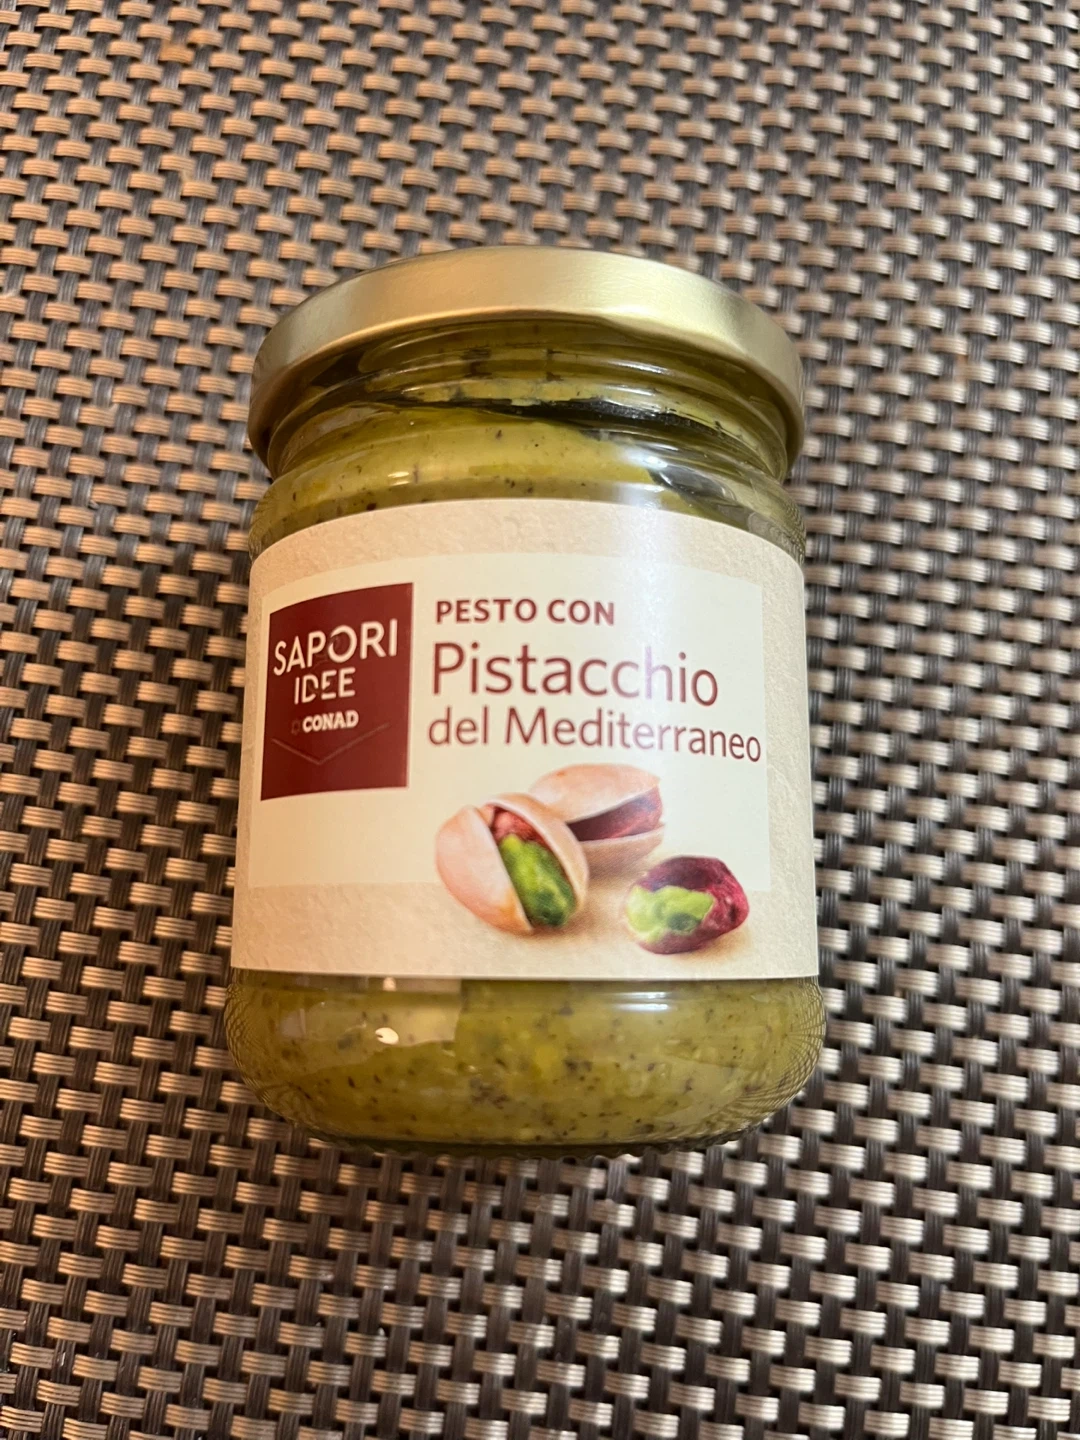 SAPORI
IDEE
CONAD
PESTO CON
Pistacchio
del Mediterraneo